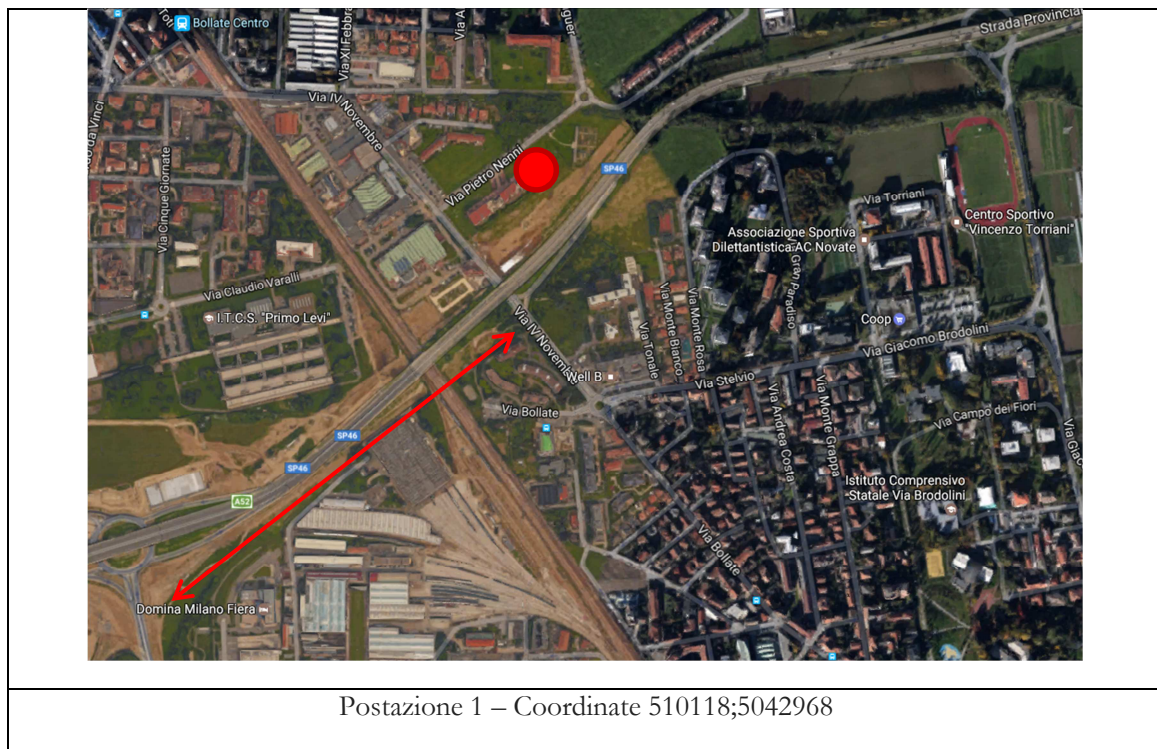 Bollate Centro
Via XI Febbra
Strada Provincial
Via IV Novembre
Via Pietro Nenni
SP46
Via Cinque Giornate
Via Torriani
Centro Sportivo
"Vincenzo Torriani"
Associazione Sportiva
Dilettantistica AC Novate
Via Gran Paradiso
Via Claudio Varalli
I.T.C.S. "Primo Levi"
Via Monte Bianco
Via Monte Rosa
Via Tonale
Coop
Via Giacomo Brodolini
Via IV Novembre
Well B
Via Stelvio
Via Bollate
Via Andrea Costa
Via Monte Grappa
Via Campo dei Fiori
SP46
SP46
A52
Istituto Comprensivo
Statale Via Brodolini
Via Bollate
Domina Milano Fiera
Postazione 1 – Coordinate 510118;5042968